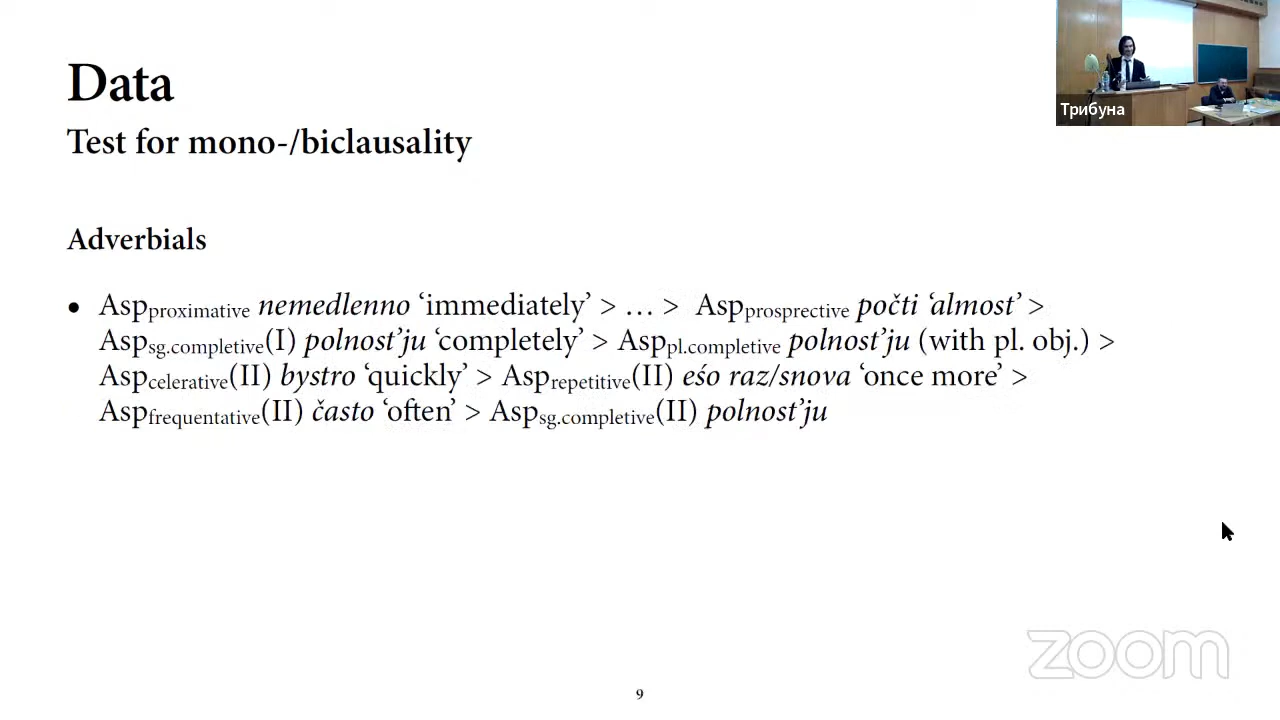 Data
Test for mono-/biclausality
Трибуна
Adverbials
• Aspproximative nemedlenno ‘immediately’ > … > Aspprosprective počti ‘almost’ >
Aspsg.completive(I) polnost’ju ‘completely’ > Asppl.completive polnost’ju (with pl. obj.) >
Aspcelerative(II) bystro ‘quickly’ > Asprepetitive(II) eśo raz/snova ‘once more’ >
Aspfrequentative(II) často ‘often’ > Aspsg.completive(II) polnost’ju
zoom
9